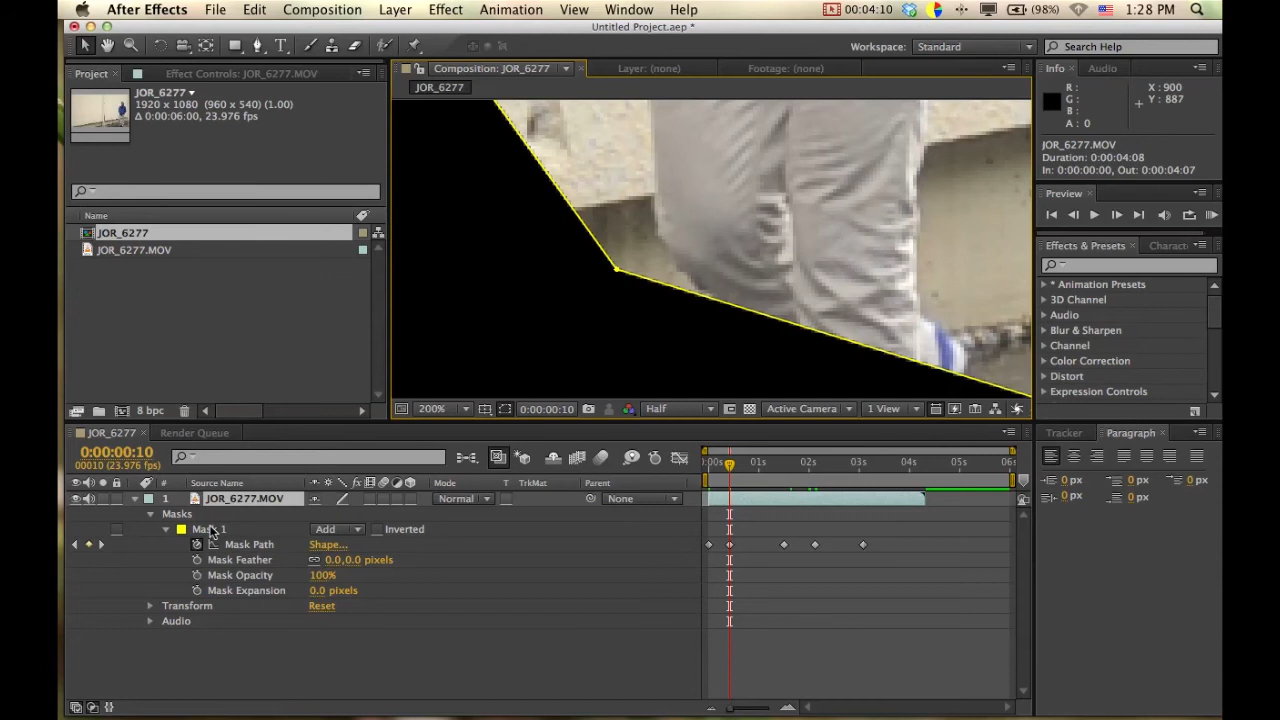 After Effects File Edit Composition Layer Effect Animation View Window Help 00:04:10 (98%) 1:28 PM
Untitled Project.aep *
Workspace: Standard Search Help
Project Effect Controls: JOR_6277.MOV
JOR_6277
1920 x 1080 (960 x 540) (1.00)
Δ 0:00:06:00, 23.976 fps
Name
JOR_6277
JOR_6277.MOV
8 bpc
Composition: JOR_6277 Layer: (none) Footage: (none)
JOR_6277
200% 0:00:00:10 Half Active Camera 1 View
Info Audio
R : X : 900
G : Y : 887
B :
A : 0
JOR_6277.MOV
Duration: 0:00:04:08
In: 0:00:00:00, Out: 0:00:04:07
Preview
Effects & Presets Charact
* Animation Presets
3D Channel
Audio
Blur & Sharpen
Channel
Color Correction
Distort
Expression Controls
JOR_6277 Render Queue
0:00:00:10
00010 (23.976 fps)
# Source Name Mode T TrkMat Parent
:00s 01s 02s 03s 04s 05s 06s
1 JOR_6277.MOV Normal None
Masks
Mask 1 Add Inverted
Mask Path Shape...
Mask Feather 0.0,0.0 pixels
Mask Opacity 100%
Mask Expansion 0.0 pixels
Transform Reset
Audio
Tracker Paragraph
0 px 0 px 0 px
0 px 0 px